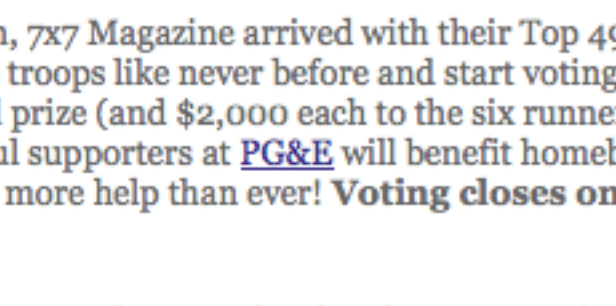 , 7x7 Magazine arrived with their Top 49
troops like never before and start voting
prize (and $2,000 each to the six runne
ul supporters at PG&E will benefit homeb
more help than ever! Voting closes on